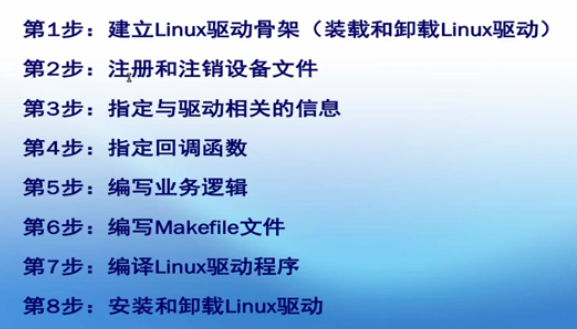 第1步：建立Linux驱动骨架（装载和卸载Linux驱动）
第2步：注册和注销设备文件
第3步：指定与驱动相关的信息
第4步：指定回调函数
第5步：编写业务逻辑
第6步：编写Makefile文件
第7步：编译Linux驱动程序
第8步：安装和卸载Linux驱动